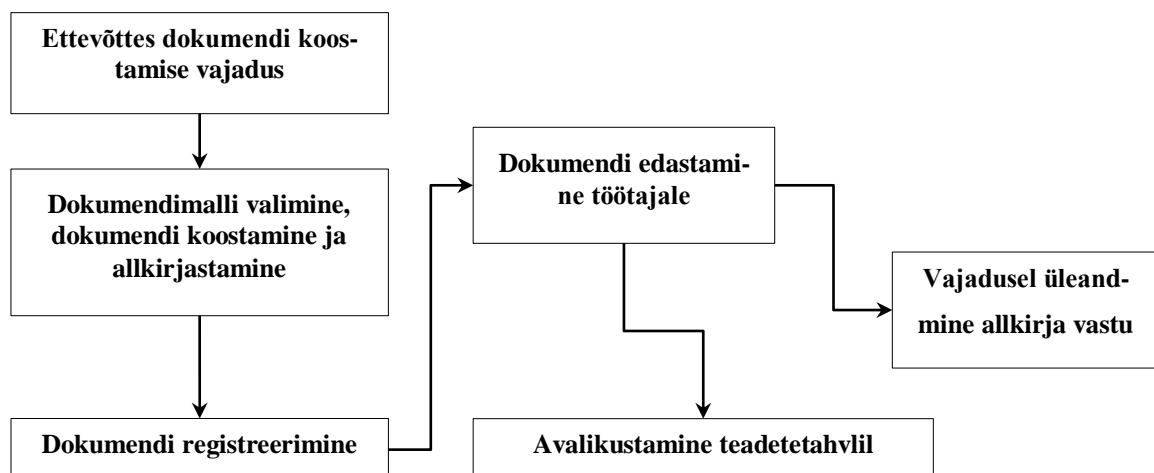 Ettevõttes dokumendi koos-
tamise vajadus
Dokumendimalli valimine,
dokumendi koostamine ja
allkirjastamine
Dokumendi registreerimine
Dokumendi edastami-
ne töötajale
Avalikustamine teadetetahvlil
Vajadusel üleand-
mine allkirja vastu